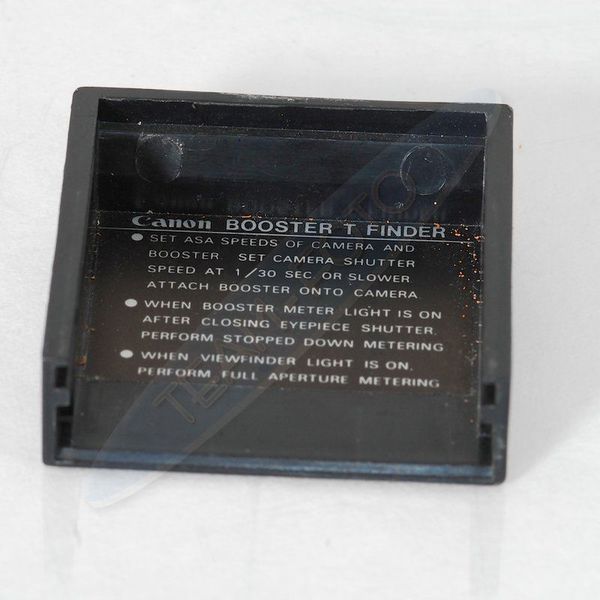 Canon BOOSTER T FINDER
● SET ASA SPEEDS OF CAMERA AND
BOOSTER SET CAMERA SHUTTER
SPEED AT 1/30 SEC. OR SLOWER
ATTACH BOOSTER ONTO CAMERA
● WHEN BOOSTER METER LIGHT IS ON
AFTER CLOSING EYEPIECE SHUTTER.
PERFORM STOPPED DOWN METERING
● WHEN VIEWFINDER LIGHT IS ON.
PERFORM FULL APERTURE METERING